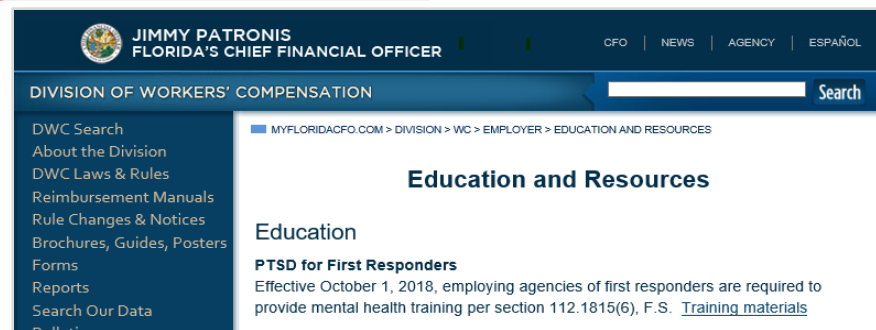 JIMMY PATRONIS
FLORIDA'S CHIEF FINANCIAL OFFICER
CFO | NEWS | AGENCY | ESPAÑOL
DIVISION OF WORKERS' COMPENSATION
Search
DWC Search
About the Division
DWC Laws & Rules
Reimbursement Manuals
Rule Changes & Notices
Brochures, Guides, Posters
Forms
Reports
Search Our Data
MYFLORIDACFO.COM > DIVISION > WC > EMPLOYER > EDUCATION AND RESOURCES
Education and Resources
Education
PTSD for First Responders
Effective October 1, 2018, employing agencies of first responders are required to
provide mental health training per section 112.1815(6), F.S. Training materials